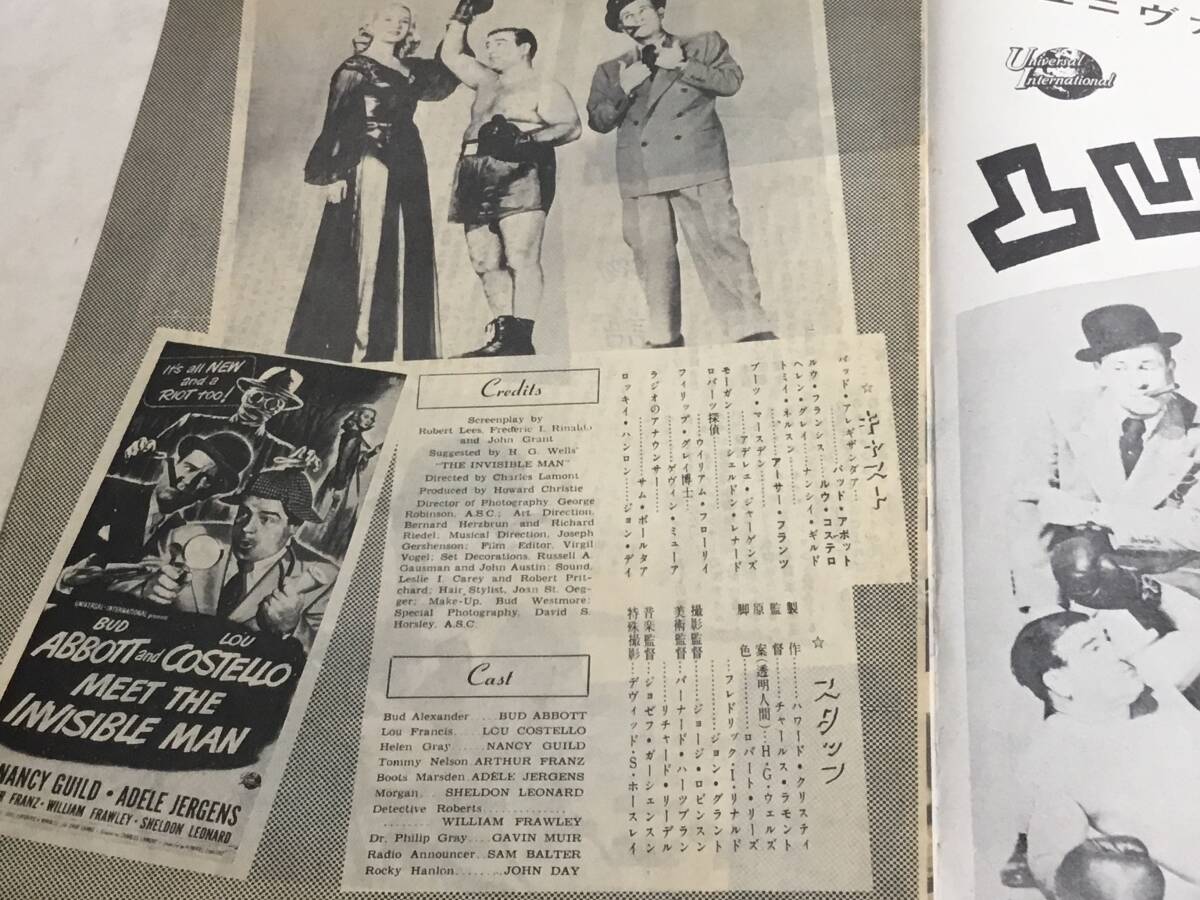 It's all NEW
and a
RIOT too!
UNIVERSAL-INTERNATIONAL presents
BUD LOU
ABBOTT and COSTELLO
MEET THE
INVISIBLE MAN
NANCY GUILD · ADELE JERGENS
FRANZ · WILLIAM FRAWLEY · SHELDON LEONARD
Credits
Screenplay by
Robert Lees, Frederic I. Rinaldo
and John Grant
Suggested by H. G. Wells'
"THE INVISIBLE MAN"
Directed by Charles Lamont
Produced by Howard Christie
Director of Photography, George
Robinson, A.S.C.; Art Direction,
Bernard Herzbrun and Richard
Riedel; Musical Direction, Joseph
Gershenson; Film Editor, Virgil
Vogel; Set Decorations, Russell A.
Gausman and John Austin; Sound,
Leslie I. Carey and Robert Prit-
chard; Hair Stylist, Joan St. Oeg-
ger; Make-Up, Bud Westmore;
Special Photography, David S.
Horsley, A.S.C.
Cast
Bud Alexander....BUD ABBOTT
Lou Francis.....LOU COSTELLO
Helen Gray.....NANCY GUILD
Tommy Nelson ARTHUR FRANZ
Boots Marsden ADELE JERGENS
Morgan...SHELDON LEONARD
Detective Roberts..............
........WILLIAM FRAWLEY
Dr. Philip Gray....GAVIN MUIR
Radio Announcer..SAM BALTER
Rocky Hanlon........JOHN DAY
☆ キャスト
バッド・アレキザンダア……
……バッド・アボット
ルウ・フランシス……ルウ・コステロ
ヘレン・グレイ……ナンシイ・ギルド
トミイ・ネルスン……
……アーサー・フランツ
ブーツ・マースデン……
……アデレェ・ジャーゲンズ
モーガン……シェルドン・レナード
ロバーツ探偵……
……ウイリアム・フローリイ
フィリップ・グレイ博士……
……ゲヴィン・ミューア
ラジオのアナウンサー……
……サム・ボールタア
ロッキイ・ハンロン……ジョン・デイ
☆ スタッフ
製作……ハワード・クリスティ
監督……チャールス・ラモント
原案(透明人間)…H・G・ウェルズ
脚色……ロバート・リーズ
……フレドリック・I・リナルド
……ジョン・グラント
撮影監督……ジョージ・ロビンスン
美術監督……バーナード・ハーツブラン
……リチャード・リーデル
音楽監督……ジョゼフ・ガーシェンスン
特殊撮影…デヴィッド・S・ホースレイ
ユニヴ
Universal
International
凸凹